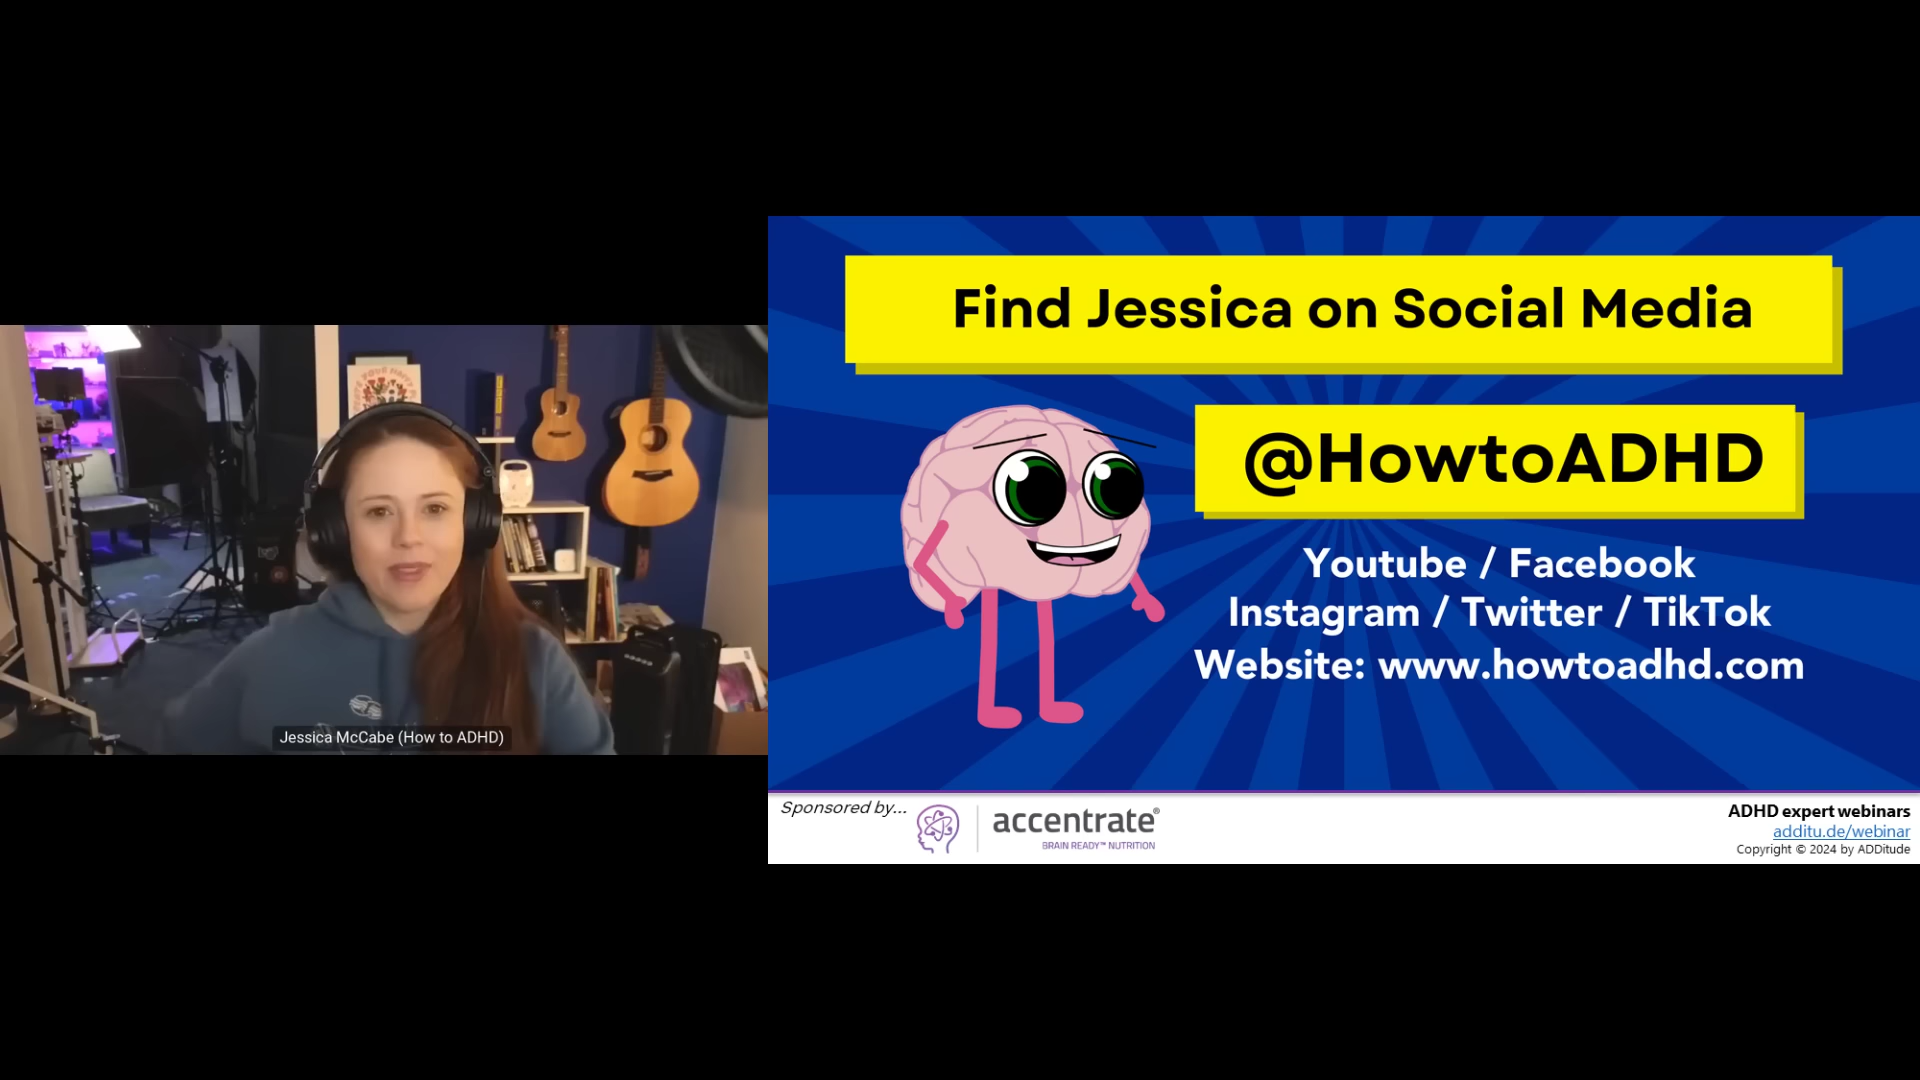 Jessica McCabe (How to ADHD)
Find Jessica on Social Media
@HowtoADHD
Youtube / Facebook
Instagram / Twitter / TikTok
Website: www.howtoadhd.com
Sponsored by...
accentrate®
BRAIN READY™ NUTRITION
ADHD expert webinars
additu.de/webinar
Copyright © 2024 by ADDitude